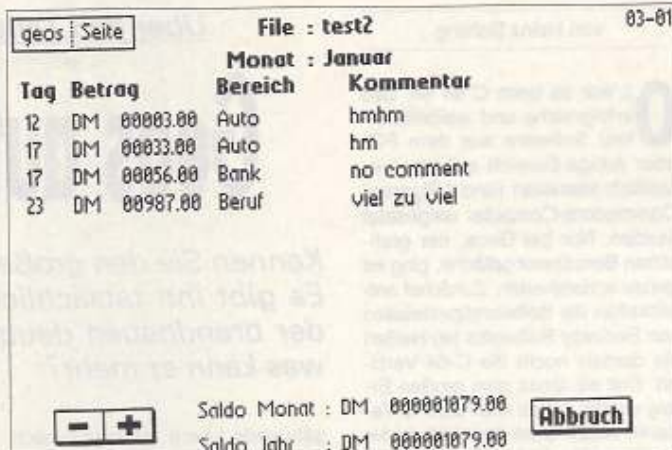 geos Seite File : test2 03-01
Monat : Januar
Tag Betrag Bereich Kommentar
12 DM 00003.00 Auto hmhm
17 DM 00033.00 Auto hm
17 DM 00056.00 Bank no comment
23 DM 00987.00 Beruf viel zu viel
- + Saldo Monat : DM 000001079.00 Abbruch
Saldo Jahr : DM 000001079.00